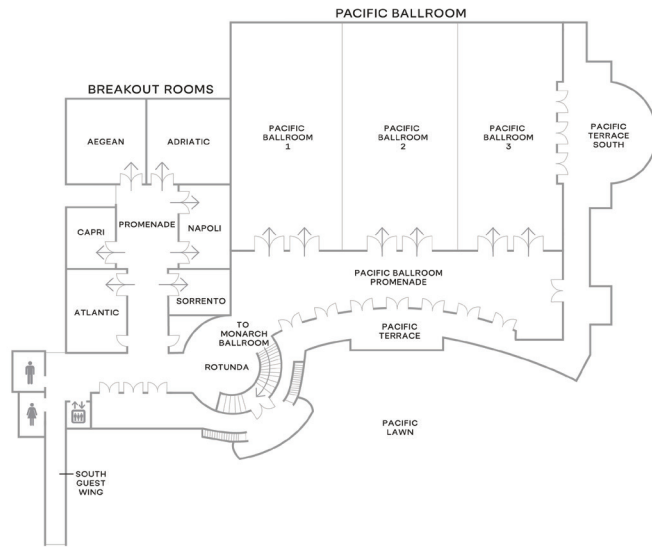 PACIFIC BALLROOM
BREAKOUT ROOMS
AEGEAN
ADRIATIC
PACIFIC
BALLROOM
1
PACIFIC
BALLROOM
2
PACIFIC
BALLROOM
3
PACIFIC
TERRACE
SOUTH
CAPRI
PROMENADE
NAPOLI
PACIFIC BALLROOM
PROMENADE
ATLANTIC
SORRENTO
TO
MONARCH
BALLROOM
PACIFIC
TERRACE
ROTUNDA
PACIFIC
LAWN
SOUTH
GUEST
WING